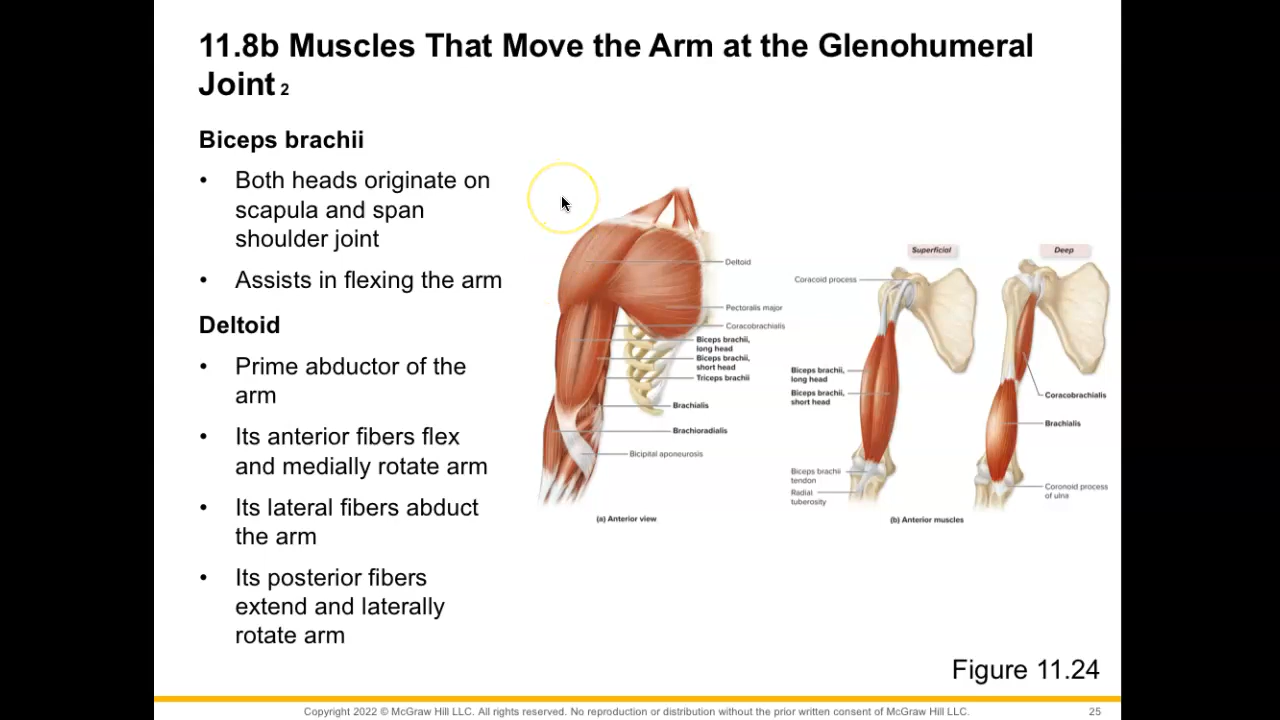 11.8b Muscles That Move the Arm at the Glenohumeral
Joint 2
Biceps brachii
• Both heads originate on
scapula and span
shoulder joint
• Assists in flexing the arm
Deltoid
• Prime abductor of the
arm
• Its anterior fibers flex
and medially rotate arm
• Its lateral fibers abduct
the arm
• Its posterior fibers
extend and laterally
rotate arm
Deltoid
Pectoralis major
Coracobrachialis
Biceps brachii,
long head
Biceps brachii,
short head
Triceps brachii
Brachialis
Brachioradialis
Bicipital aponeurosis
(a) Anterior view
Superficial
Deep
Coracoid process
Biceps brachii,
long head
Biceps brachii,
short head
Coracobrachialis
Brachialis
Biceps brachii
tendon
Radial
tuberosity
Coronoid process
of ulna
(b) Anterior muscles
Figure 11.24
Copyright 2022 © McGraw Hill LLC. All rights reserved. No reproduction or distribution without the prior written consent of McGraw Hill LLC.
25